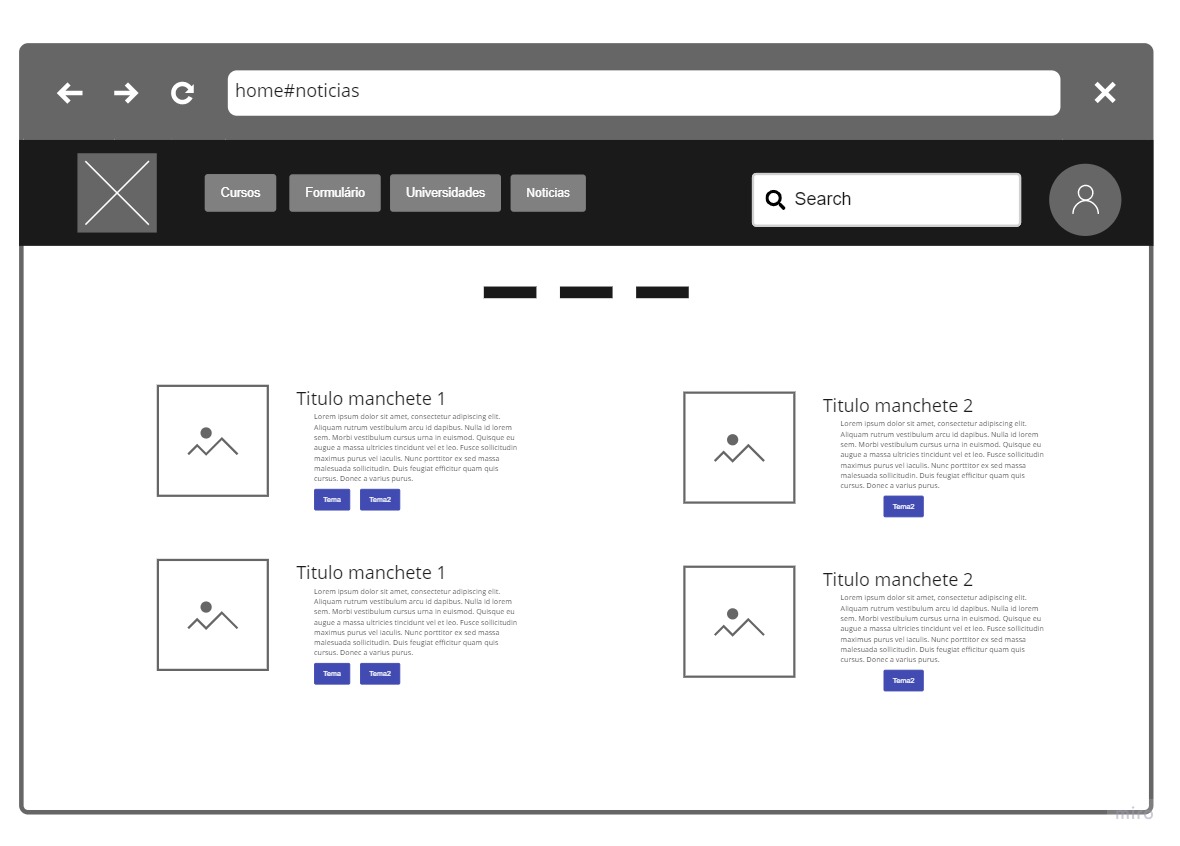 home#noticias
Cursos
Formulário
Universidades
Noticias
Search
Titulo manchete 1
Lorem ipsum dolor sit amet, consectetur adipiscing elit.
Aliquam rutrum vestibulum arcu id dapibus. Nulla id lorem
sem. Morbi vestibulum cursus urna in euismod. Quisque eu
augue a massa ultricies tincidunt vel et leo. Fusce sollicitudin
maximus purus vel iaculis. Nunc porttitor ex sed massa
malesuada sollicitudin. Duis feugiat efficitur quam quis
cursus. Donec a varius purus.
Tema
Tema2
Titulo manchete 2
Lorem ipsum dolor sit amet, consectetur adipiscing elit.
Aliquam rutrum vestibulum arcu id dapibus. Nulla id lorem
sem. Morbi vestibulum cursus urna in euismod. Quisque eu
augue a massa ultricies tincidunt vel et leo. Fusce sollicitudin
maximus purus vel iaculis. Nunc porttitor ex sed massa
malesuada sollicitudin. Duis feugiat efficitur quam quis
cursus. Donec a varius purus.
Tema2
Titulo manchete 1
Lorem ipsum dolor sit amet, consectetur adipiscing elit.
Aliquam rutrum vestibulum arcu id dapibus. Nulla id lorem
sem. Morbi vestibulum cursus urna in euismod. Quisque eu
augue a massa ultricies tincidunt vel et leo. Fusce sollicitudin
maximus purus vel iaculis. Nunc porttitor ex sed massa
malesuada sollicitudin. Duis feugiat efficitur quam quis
cursus. Donec a varius purus.
Tema
Tema2
Titulo manchete 2
Lorem ipsum dolor sit amet, consectetur adipiscing elit.
Aliquam rutrum vestibulum arcu id dapibus. Nulla id lorem
sem. Morbi vestibulum cursus urna in euismod. Quisque eu
augue a massa ultricies tincidunt vel et leo. Fusce sollicitudin
maximus purus vel iaculis. Nunc porttitor ex sed massa
malesuada sollicitudin. Duis feugiat efficitur quam quis
cursus. Donec a varius purus.
Tema2
miro